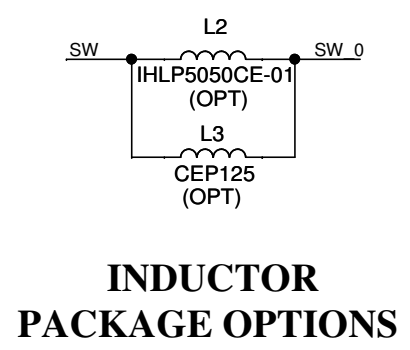 L2
SW
SW_0
IHLP5050CE-01
(OPT)
L3
CEP125
(OPT)
INDUCTOR
PACKAGE OPTIONS